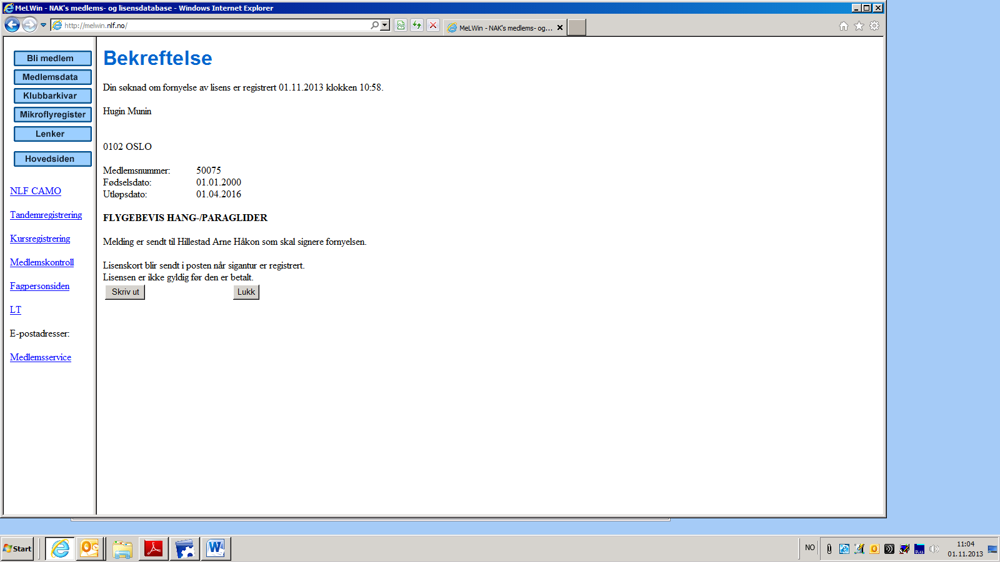 MeLWin - NAK's medlems- og lisensdatabase - Windows Internet Explorer
http://melwin.nlf.no/
MeLWin - NAK's medlems- og...
Bli medlem
Medlemsdata
Klubbarkivar
Mikroflyregister
Lenker
Hovedsiden
NLF CAMO
Tandemregistrering
Kursregistrering
Medlemskontroll
Fagpersonsiden
LT
E-postadresser:
Medlemsservice
Bekreftelse
Din søknad om fornyelse av lisens er registrert 01.11.2013 klokken 10:58.
Hugin Munin
0102 OSLO
Medlemsnummer: 50075
Fødselsdato: 01.01.2000
Utløpsdato: 01.04.2016
FLYGEBEVIS HANG-/PARAGLIDER
Melding er sendt til Hillestad Arne Håkon som skal signere fornyelsen.
Lisenskort blir sendt i posten når sigantur er registrert.
Lisensen er ikke gyldig før den er betalt.
Skriv ut Lukk
Start
NO
11:04
01.11.2013